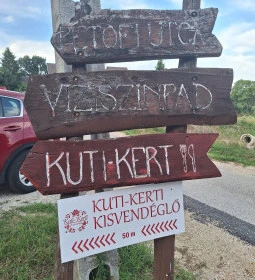 PETŐFI UTCA
VÍZISZÍNPAD
KUTI-KERT
KUTI-KERTI
KISVENDÉGLŐ
50 m